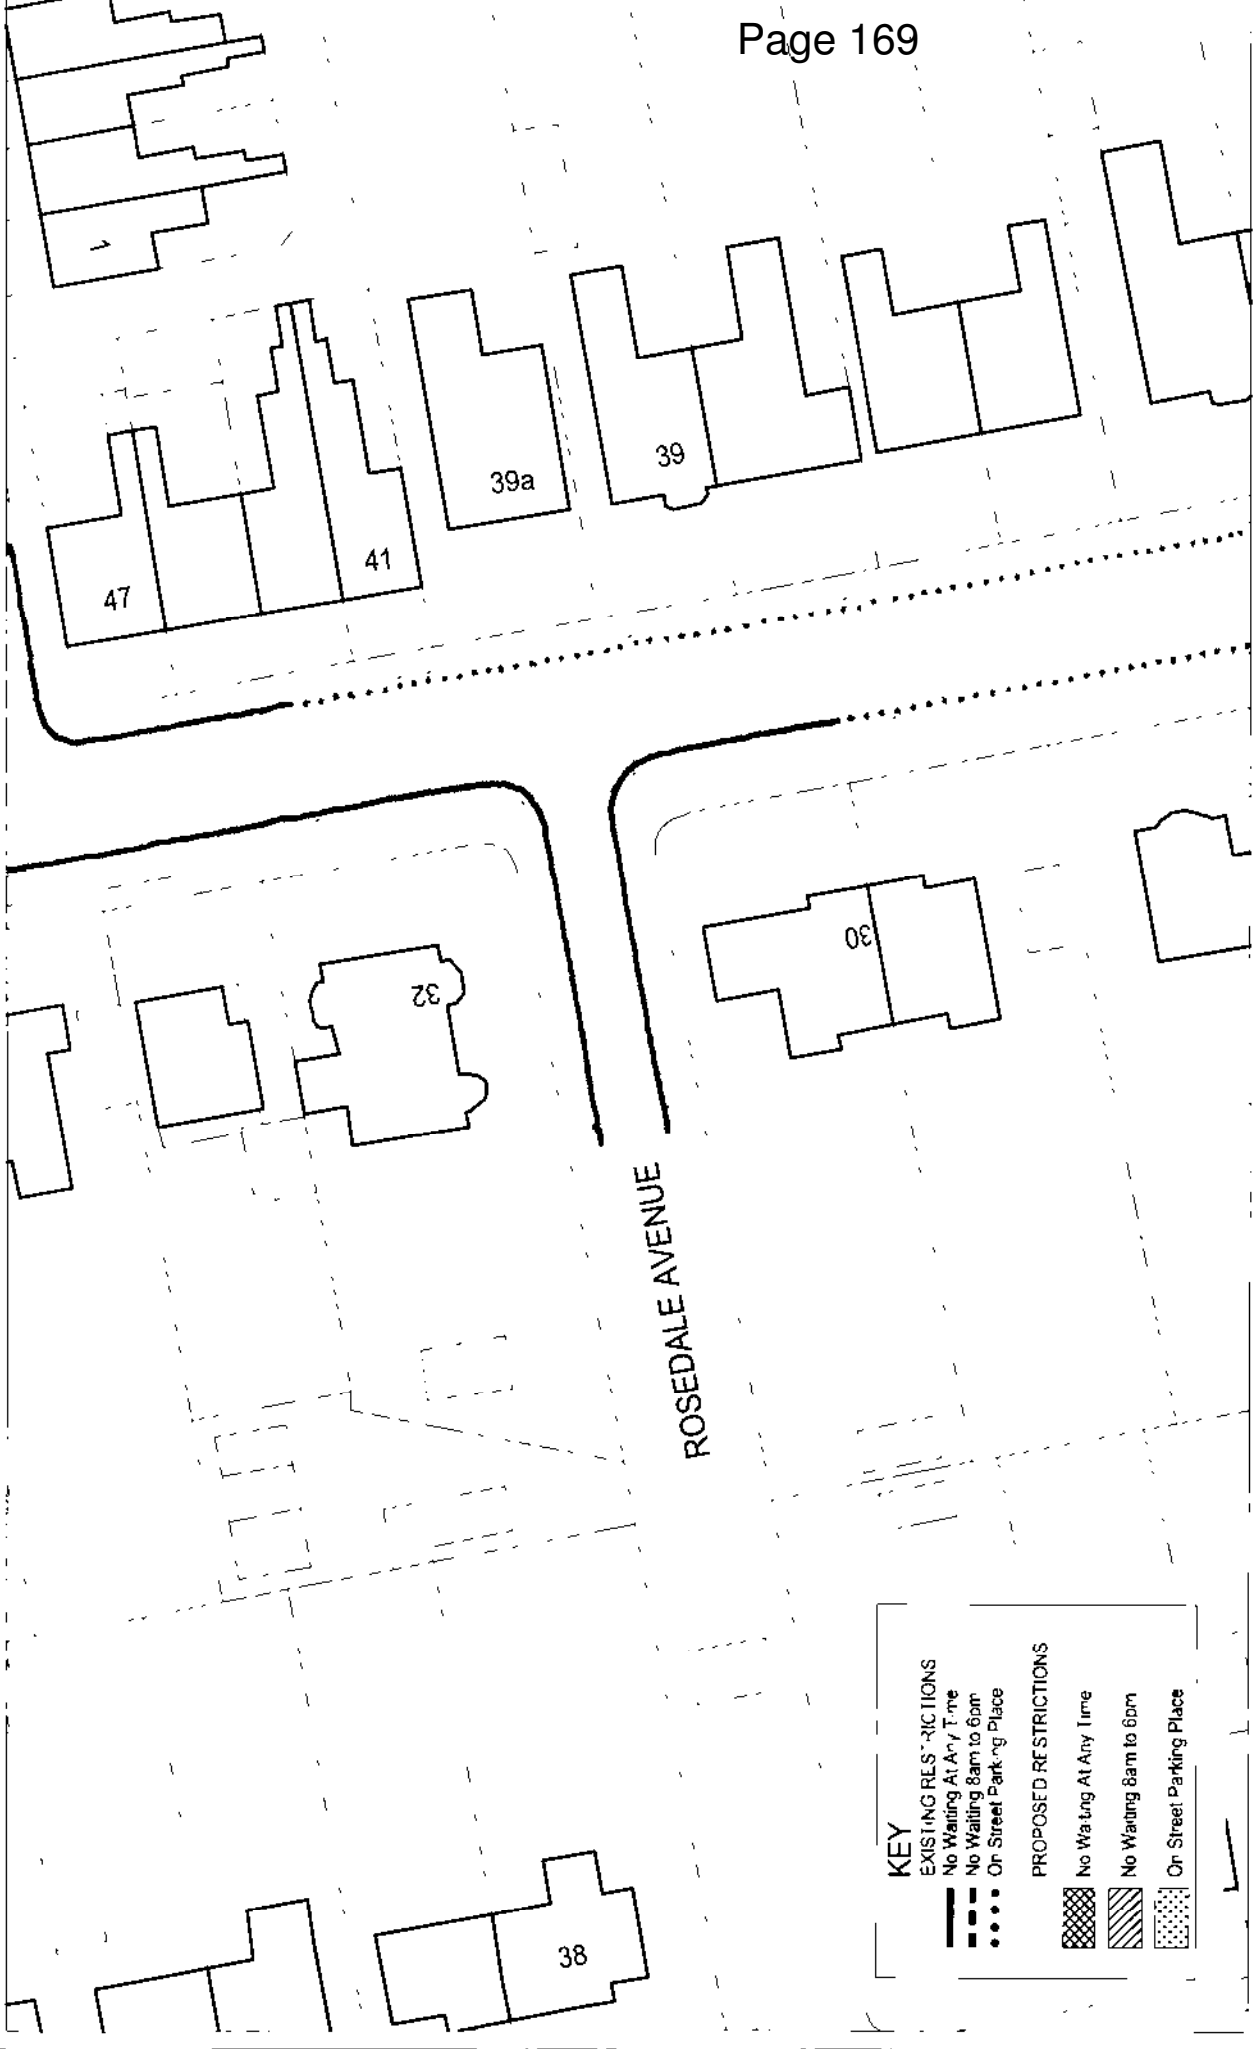 Page 169
1
39
39a
41
47
30
32
ROSEDALE AVENUE
38
KEY
EXISTING RESTRICTIONS
No Waiting At Any Time
No Waiting 8am to 6pm
On Street Parking Place
PROPOSED RESTRICTIONS
No Waiting At Any Time
No Waiting 8am to 6pm
On Street Parking Place